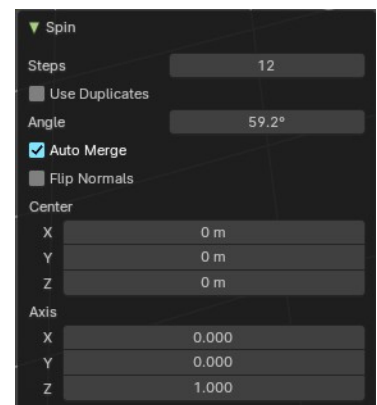 Spin
Steps 12
Use Duplicates
Angle 59.2°
Auto Merge
Flip Normals
Center
X 0 m
Y 0 m
Z 0 m
Axis
X 0.000
Y 0.000
Z 1.000